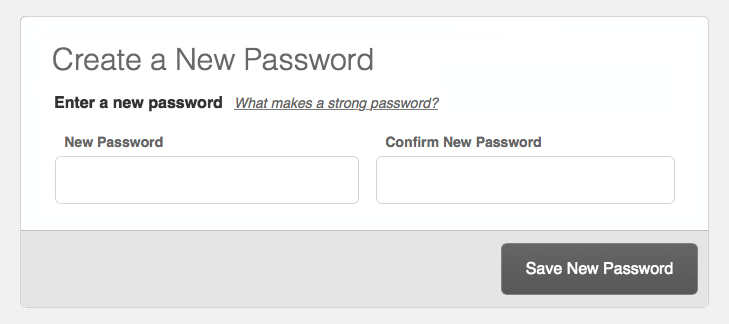 Create a New Password
Enter a new password What makes a strong password?
New Password Confirm New Password
Save New Password